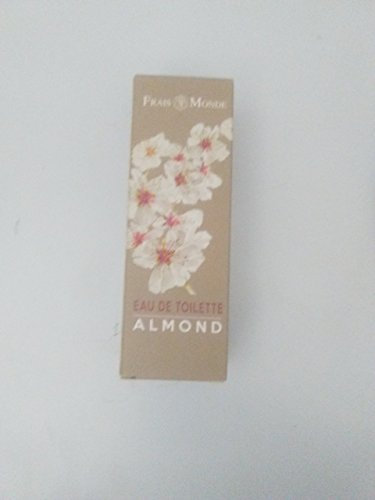 FRAIS MONDE
EAU DE TOILETTE
ALMOND